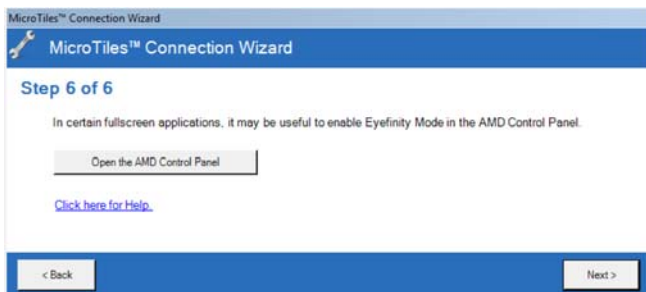 MicroTiles™ Connection Wizard
MicroTiles™ Connection Wizard
Step 6 of 6
In certain fullscreen applications, it may be useful to enable Eyefinity Mode in the AMD Control Panel.
Open the AMD Control Panel
Click here for Help.
< Back
Next >